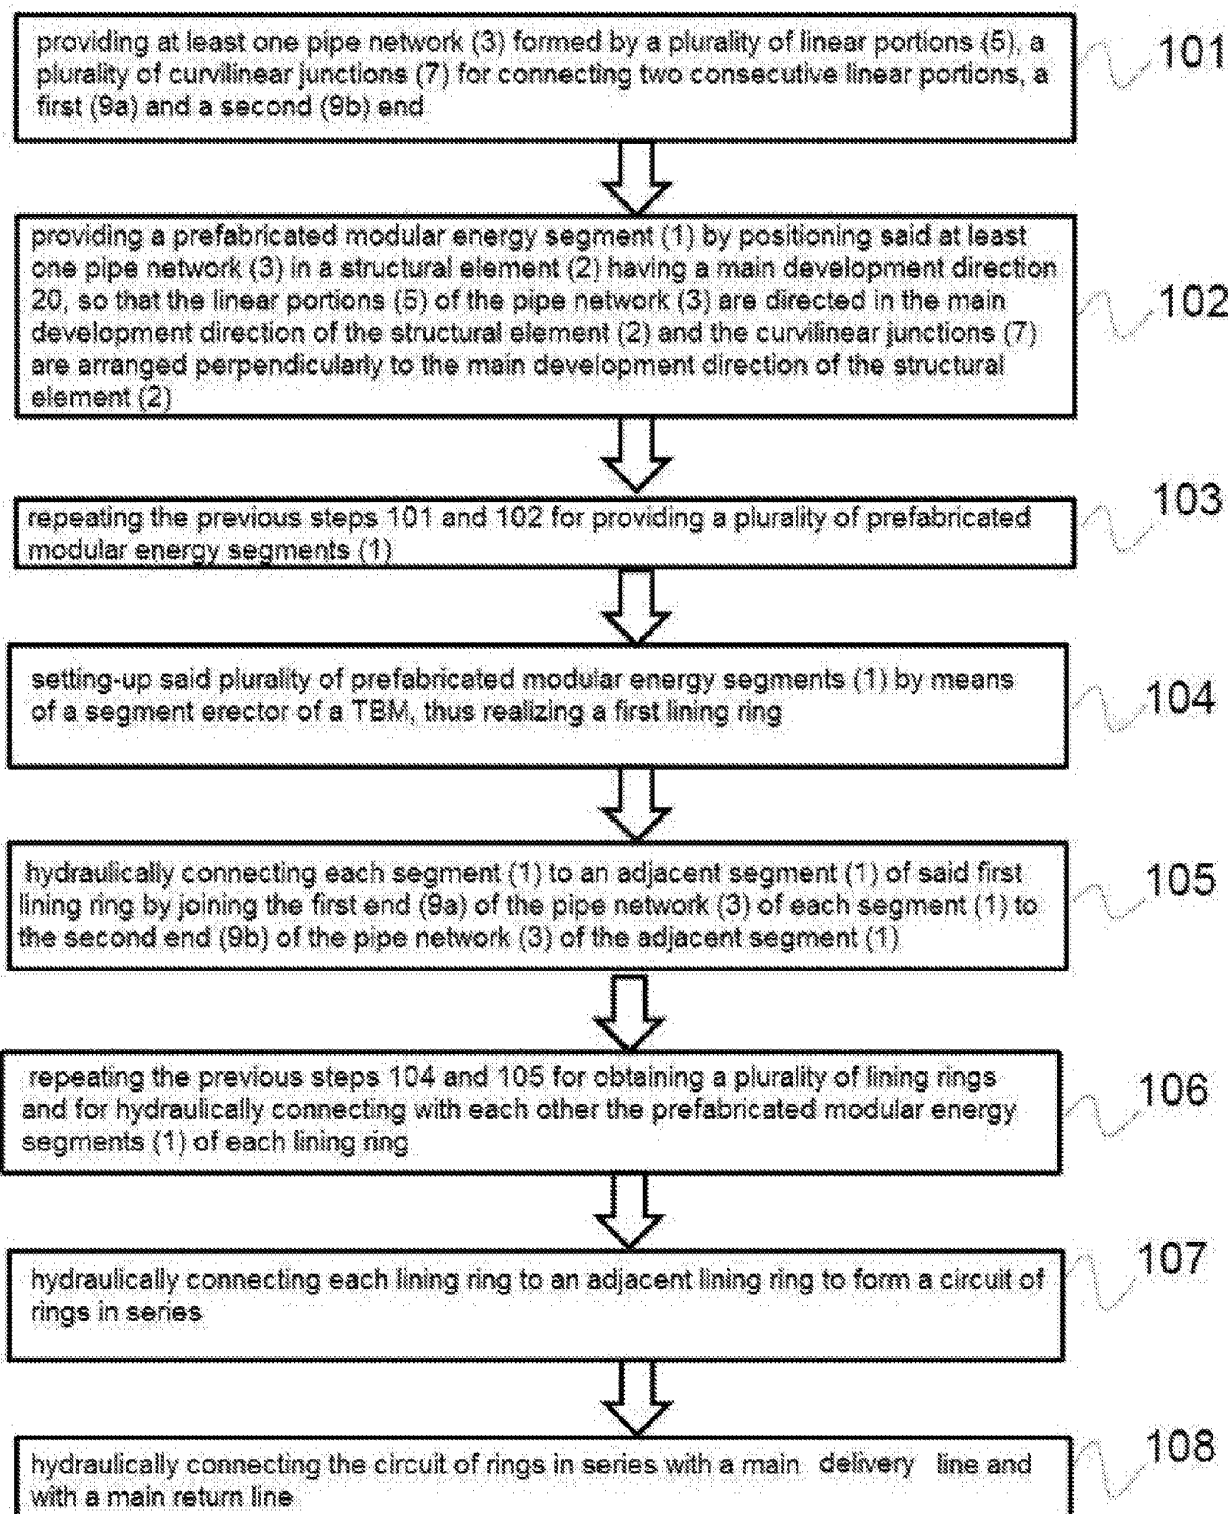 providing at least one pipe network (3) formed by a plurality of linear portions (5), a
plurality of curvilinear junctions (7) for connecting two consecutive linear portions, a
first (9a) and a second (9b) end
101
providing a prefabricated modular energy segment (1) by positioning said at least
one pipe network (3) in a structural element (2) having a main development direction
20, so that the linear portions (5) of the pipe network (3) are directed in the main
development direction of the structural element (2) and the curvilinear junctions (7)
are arranged perpendicularly to the main development direction of the structural
element (2)
102
repeating the previous steps 101 and 102 for providing a plurality of prefabricated
modular energy segments (1)
103
setting-up said plurality of prefabricated modular energy segments (1) by means
of a segment erector of a TBM, thus realizing a first lining ring
104
hydraulically connecting each segment (1) to an adjacent segment (1) of said first
lining ring by joining the first end (9a) of the pipe network (3) of each segment (1) to
the second end (9b) of the pipe network (3) of the adjacent segment (1)
105
repeating the previous steps 104 and 105 for obtaining a plurality of lining rings
and for hydraulically connecting with each other the prefabricated modular energy
segments (1) of each lining ring
106
hydraulically connecting each lining ring to an adjacent lining ring to form a circuit of
rings in series
107
hydraulically connecting the circuit of rings in series with a main delivery line and
with a main return line
108